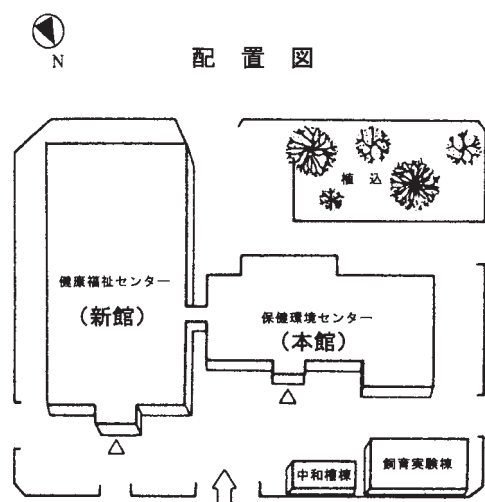 N
配 置 図
植 込
健康福祉センター
(新館)
保健環境センター
(本館)
中和槽棟
飼育実験棟